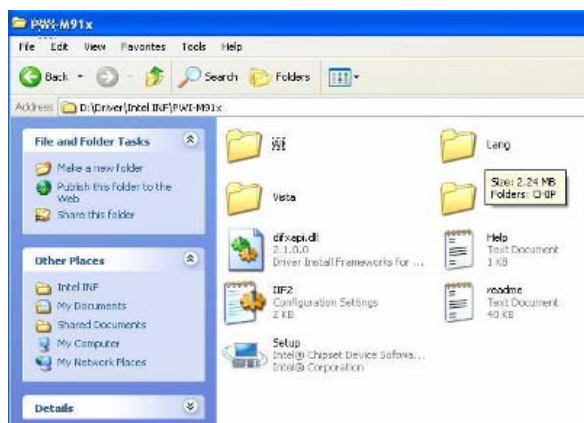 PWI-M91x
File Edit View Favorites Tools Help
Back Search Folders
Address D:\Driver\Intel INF\PWI-M91x
File and Folder Tasks
Make a new folder
Publish this folder to the
Web
Share this folder
Other Places
Intel INF
My Documents
Shared Documents
My Computer
My Network Places
Details
Lang
Vista
Size: 2.24 MB
Folders:
difxapi.dll
2.1.0.0
Driver Install Frameworks for ...
Help
Text Document
1 KB
IIF2
Configuration Settings
2 KB
readme
Text Document
40 KB
Setup
Intel® Chipset Device Softwa...
Intel® Corporation